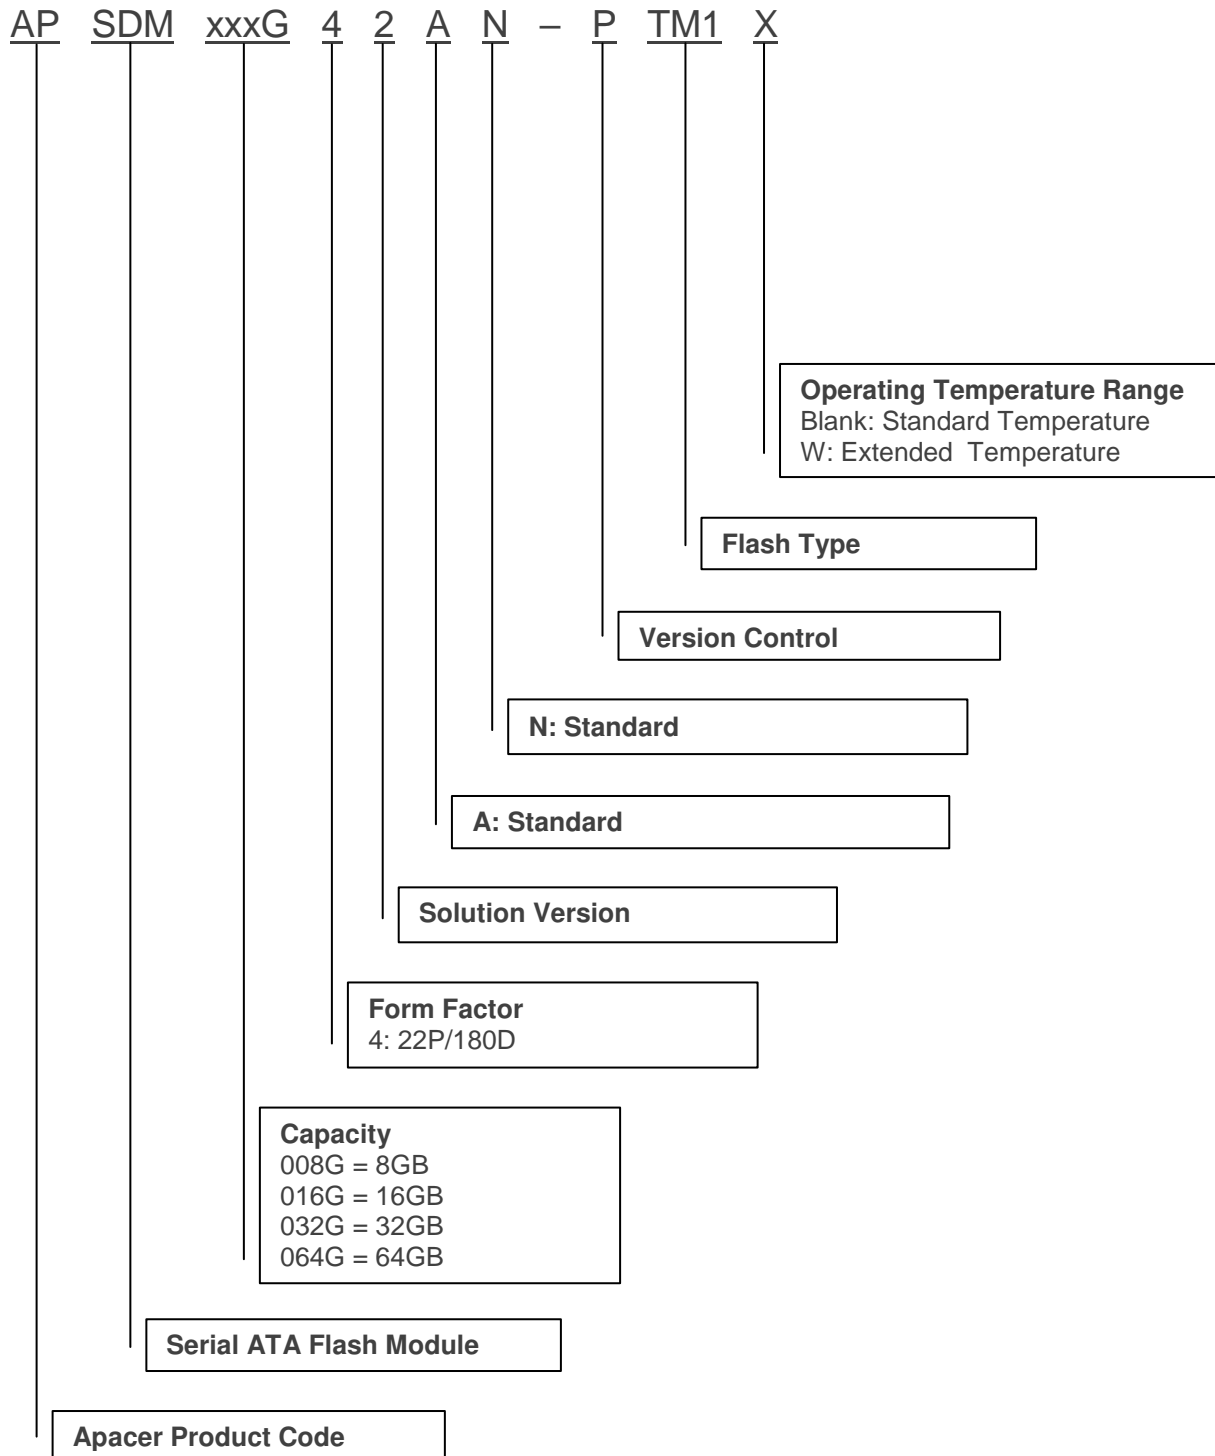 AP SDM xxxG 4 2 A N – P TM1 X
Operating Temperature Range
Blank: Standard Temperature
W: Extended Temperature
Flash Type
Version Control
N: Standard
A: Standard
Solution Version
Form Factor
4: 22P/180D
Capacity
008G = 8GB
016G = 16GB
032G = 32GB
064G = 64GB
Serial ATA Flash Module
Apacer Product Code